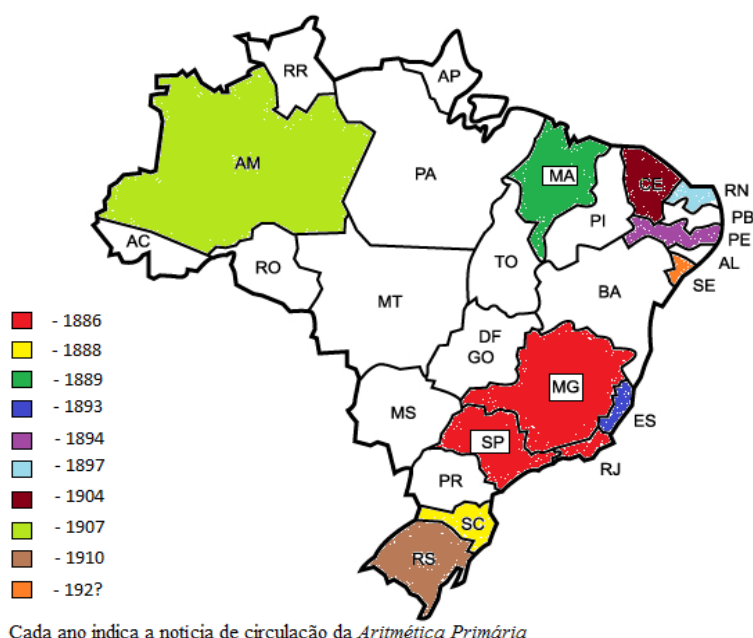 RR
AP
AM
PA
MA
CE
RN
PB
PE
AL
SE
PI
AC
RO
TO
BA
MT
DF
GO
MG
ES
MS
SP
RJ
PR
SC
RS
- 1886
- 1888
- 1889
- 1893
- 1894
- 1897
- 1904
- 1907
- 1910
- 192?
Cada ano indica a noticia de circulação da Aritmética Primária